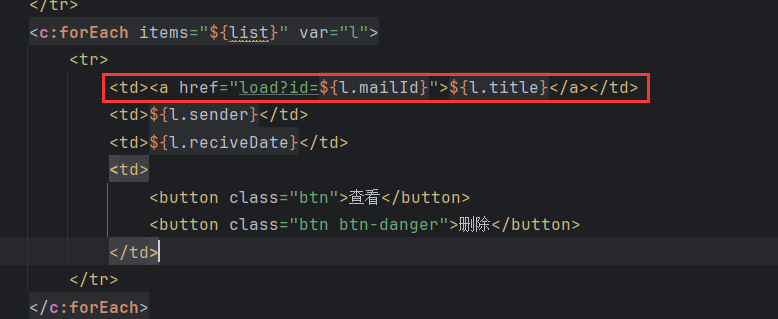 </tr>
<c:forEach items="${list}" var="l">
<tr>
<td><a href="load?id=${l.mailId}">${l.title}</a></td>
<td>${l.sender}</td>
<td>${l.reciveDate}</td>
<td>
<button class="btn">查看</button>
<button class="btn btn-danger">删除</button>
</td>
</tr>
</c:forEach>